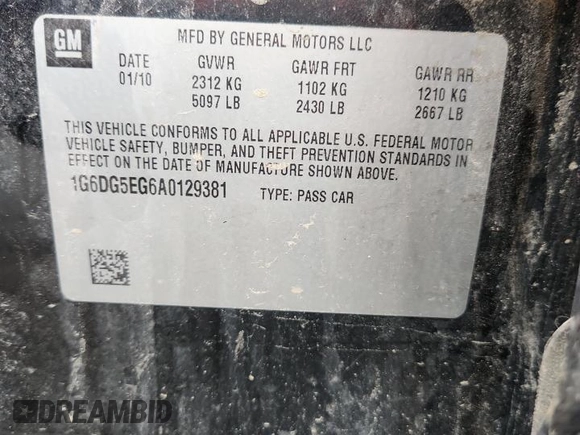 GM
MFD BY GENERAL MOTORS LLC
DATE GVWR GAWR FRT GAWR RR
01/10 2312 KG 1102 KG 1210 KG
5097 LB 2430 LB 2667 LB
THIS VEHICLE CONFORMS TO ALL APPLICABLE U.S. FEDERAL MOTOR
VEHICLE SAFETY, BUMPER, AND THEFT PREVENTION STANDARDS IN
EFFECT ON THE DATE OF MANUFACTURE SHOWN ABOVE.
1G6DG5EG6A0129381 TYPE: PASS CAR
DREAMBID